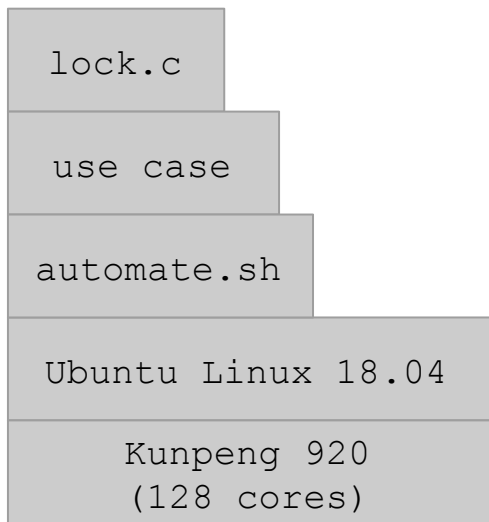 lock.c
use case
automate.sh
Ubuntu Linux 18.04
Kunpeng 920
(128 cores)